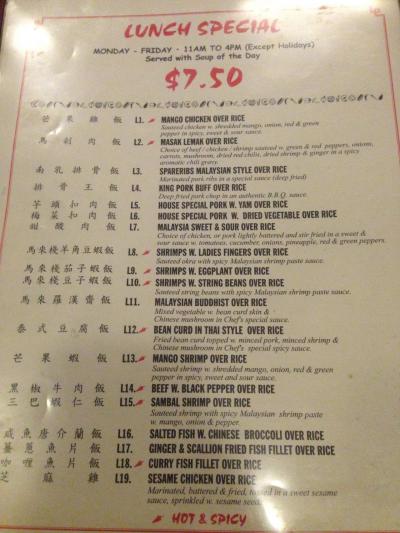 LUNCH SPECIAL
MONDAY - FRIDAY · 11AM TO 4PM (Except Holidays)
Served with Soup of the Day
$7.50
芒果雞飯 L1. MANGO CHICKEN OVER RICE
Sauteed chicken w. shredded mango, onion, red & green
pepper in spicy, sweet & sour sauce.
馬剎肉飯 L2. MASAK LEMAK OVER RICE
Choice of beef / chicken / shrimp sauteed w. green & red peppers, onions,
carrots, mushroom, dried red chilli, dried shrimp & ginger in a spicy
aromatic chili gravy.
南乳排骨飯 L3. SPARERIBS MALAYSIAN STYLE OVER RICE
Marinated pork ribs in a special sauce (deep fried)
排骨王飯 L4. KING PORK BUFF OVER RICE
Deep fried pork chop in an authentic B.B.Q. sauce.
芋頭扣肉飯 L5. HOUSE SPECIAL PORK W. YAM OVER RICE
梅菜扣肉飯 L6. HOUSE SPECIAL PORK W. DRIED VEGETABLE OVER RICE
甜酸肉飯 L7. MALAYSIA SWEET & SOUR OVER RICE
Choice of chicken, or pork lightly battered and stir fried in a sweet &
sour sauce w. tomatoes, cucumber, onions, pineapple, red & green peppers.
馬來棧羊角豆蝦飯 L8. SHRIMPS W. LADIES FINGERS OVER RICE
Sauteed okra with spicy Malaysian shrimp paste sauce.
馬來棧茄子蝦飯 L9. SHRIMPS W. EGGPLANT OVER RICE
馬來棧豆子蝦飯 L10. SHRIMPS W. STRING BEANS OVER RICE
Sauteed string beans with spicy Malaysian shrimp paste sauce.
馬來羅漢齋飯 L11. MALAYSIAN BUDDHIST OVER RICE
Mixed vegetable w. bean curd skin &
Chinese mushroom in Chef's special sauce.
泰式豆腐飯 L12. BEAN CURD IN THAI STYLE OVER RICE
Fried bean curd topped w. minced pork, minced shrimp &
Chinese mushroom in Chef's special spicy sauce.
芒果蝦飯 L13. MANGO SHRIMP OVER RICE
Sauteed shrimp w. shredded mango, onion, red & green
pepper in spicy, sweet and sour sauce.
黑椒牛肉飯 L14. BEEF W. BLACK PEPPER OVER RICE
三巴蝦仁飯 L15. SAMBAL SHRIMP OVER RICE
Sauteed shrimp with spicy Malaysian shrimp paste
w. mango, onion & pepper.
咸魚唐介蘭飯 L16. SALTED FISH W. CHINESE BROCCOLI OVER RICE
薑蔥魚片飯 L17. GINGER & SCALLION FRIED FISH FILLET OVER RICE
咖喱魚片飯 L18. CURRY FISH FILLET OVER RICE
芝麻雞 L19. SESAME CHICKEN OVER RICE
Marinated, battered & fried, tossed in a sweet sesame
sauce, sprinkled w. sesame seeds.
HOT & SPICY